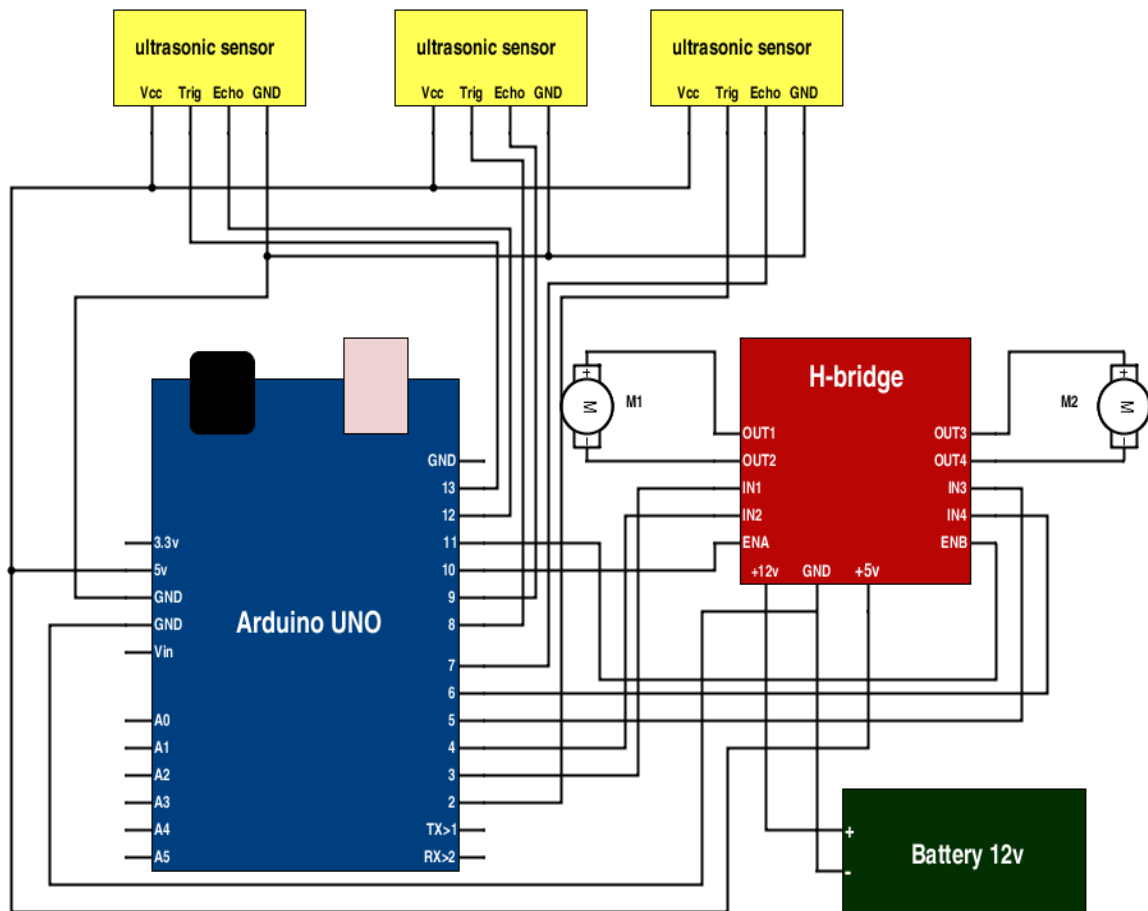 ultrasonic sensor
Vcc Trig Echo GND
ultrasonic sensor
Vcc Trig Echo GND
ultrasonic sensor
Vcc Trig Echo GND
Arduino UNO
3.3v
5v
GND
GND
Vin
A0
A1
A2
A3
A4
A5
GND
13
12
11
10
9
8
7
6
5
4
3
2
TX>1
RX>2
+
M
-
M1
H-bridge
OUT1
OUT2
IN1
IN2
ENA
OUT3
OUT4
IN3
IN4
ENB
+12v GND +5v
M2
+
M
-
+
-
Battery 12v